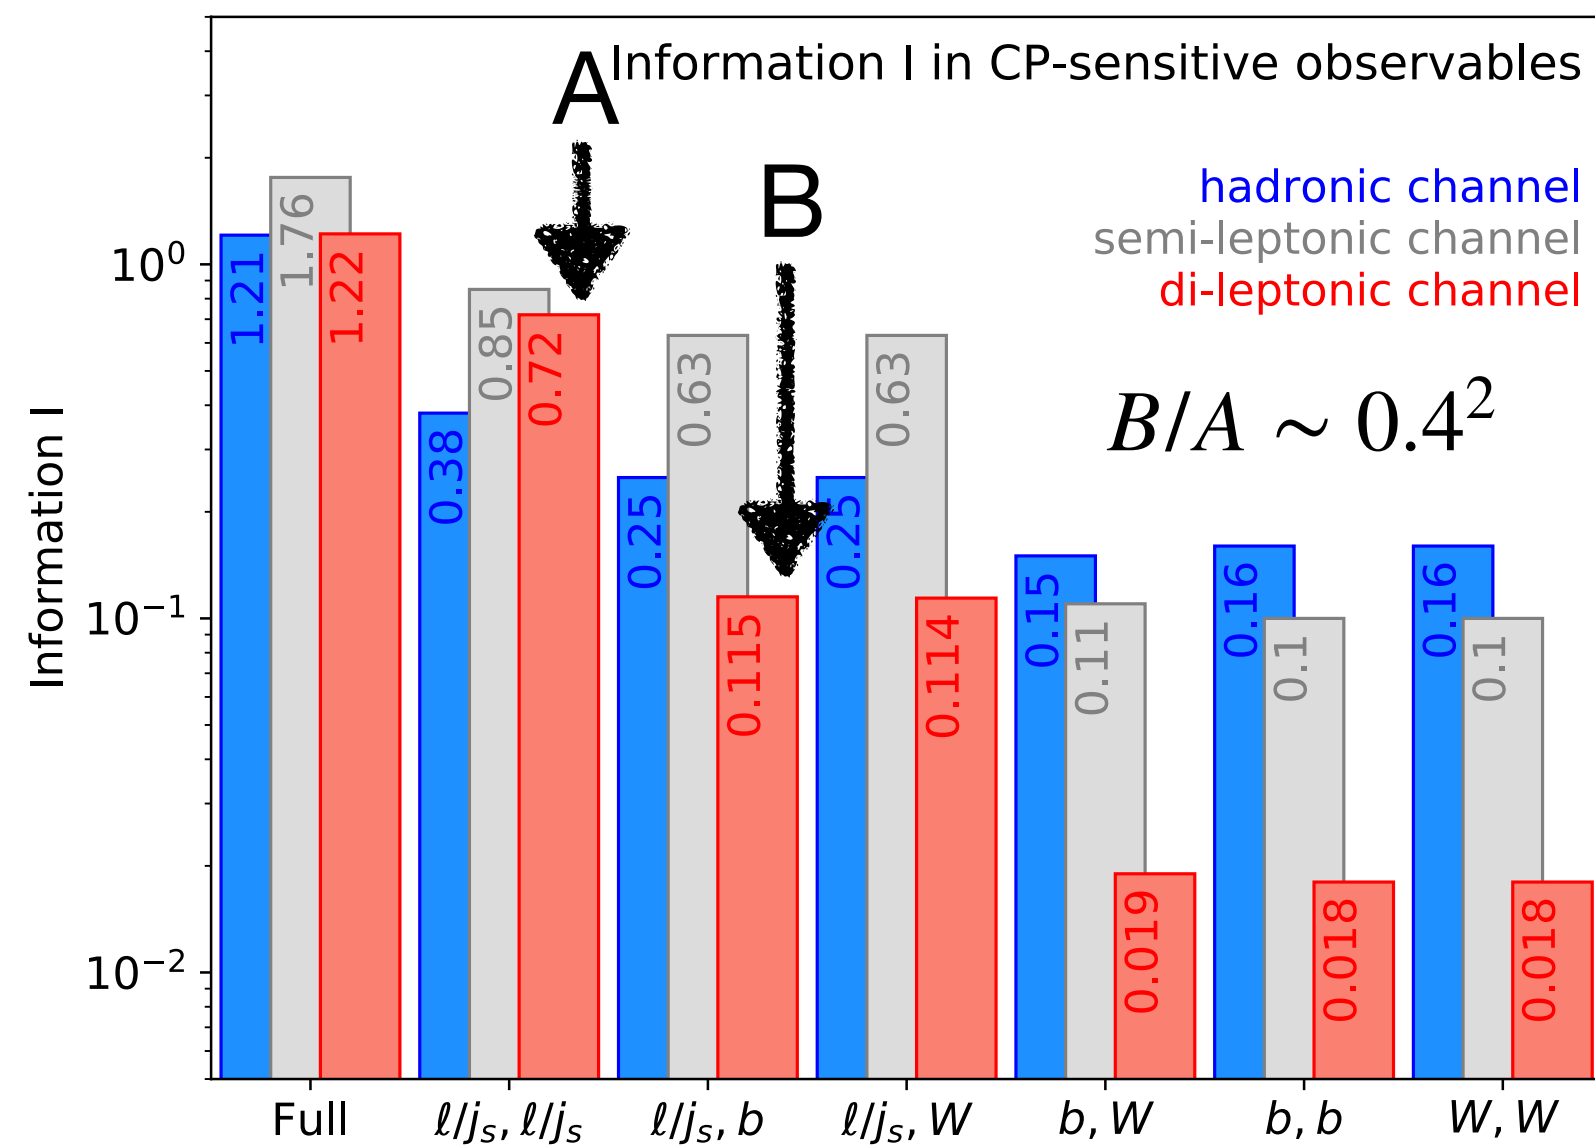 A
Information I in CP-sensitive observables
B
hadronic channel
semi-leptonic channel
di-leptonic channel
B/A ∼ 0.4²
Information I
10⁰
10⁻¹
10⁻²
1.21
1.76
1.22
0.38
0.85
0.72
0.25
0.63
0.115
0.25
0.63
0.114
0.15
0.11
0.019
0.16
0.1
0.018
0.16
0.1
0.018
Full
ℓ/jₛ, ℓ/jₛ
ℓ/jₛ, b
ℓ/jₛ, W
b, W
b, b
W, W